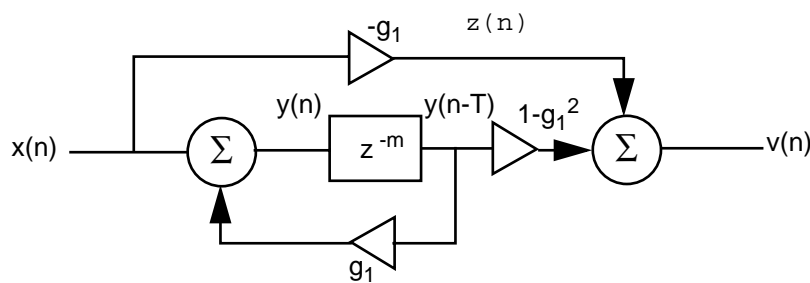 -g₁
z(n)
y(n)
y(n-T)
1-g₁²
x(n)
Σ
z⁻ᵐ
Σ
v(n)
g₁